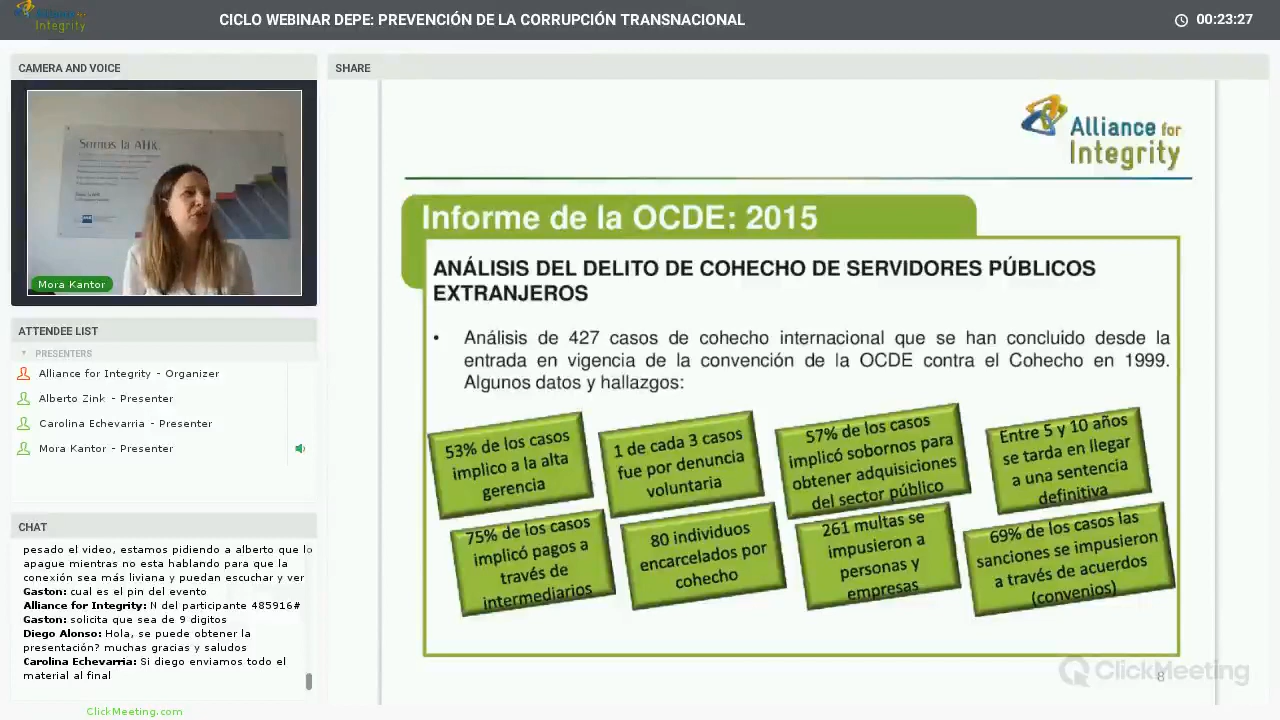 Alliance for
Integrity
CICLO WEBINAR DEPE: PREVENCIÓN DE LA CORRUPCIÓN TRANSNACIONAL
00:23:27
CAMERA AND VOICE
Somos la AHK.
Mora Kantor
ATTENDEE LIST
PRESENTERS
Alliance for Integrity - Organizer
Alberto Zink - Presenter
Carolina Echevarria - Presenter
Mora Kantor - Presenter
CHAT
pesado el video, estamos pidiendo a alberto que lo
apague mientras no esta hablando para que la
conexión sea más liviana y puedan escuchar y ver
Gaston: cual es el pin del evento
Alliance for Integrity: N del participante 485916#
Gaston: solicita que sea de 9 digitos
Diego Alonso: Hola, se puede obtener la
presentación? muchas gracias y saludos
Carolina Echevarria: Si diego enviamos todo el
material al final
ClickMeeting.com
SHARE
Alliance for
Integrity
Informe de la OCDE: 2015
ANÁLISIS DEL DELITO DE COHECHO DE SERVIDORES PÚBLICOS
EXTRANJEROS
• Análisis de 427 casos de cohecho internacional que se han concluido desde la
entrada en vigencia de la convención de la OCDE contra el Cohecho en 1999.
Algunos datos y hallazgos:
53% de los casos
implico a la alta
gerencia
1 de cada 3 casos
fue por denuncia
voluntaria
57% de los casos
implicó sobornos para
obtener adquisiciones
del sector público
Entre 5 y 10 años
se tarda en llegar
a una sentencia
definitiva
75% de los casos
implicó pagos a
través de
intermediarios
80 individuos
encarcelados por
cohecho
261 multas se
impusieron a
personas y
empresas
69% de los casos las
sanciones se impusieron
a través de acuerdos
(convenios)
ClickMeeting
8